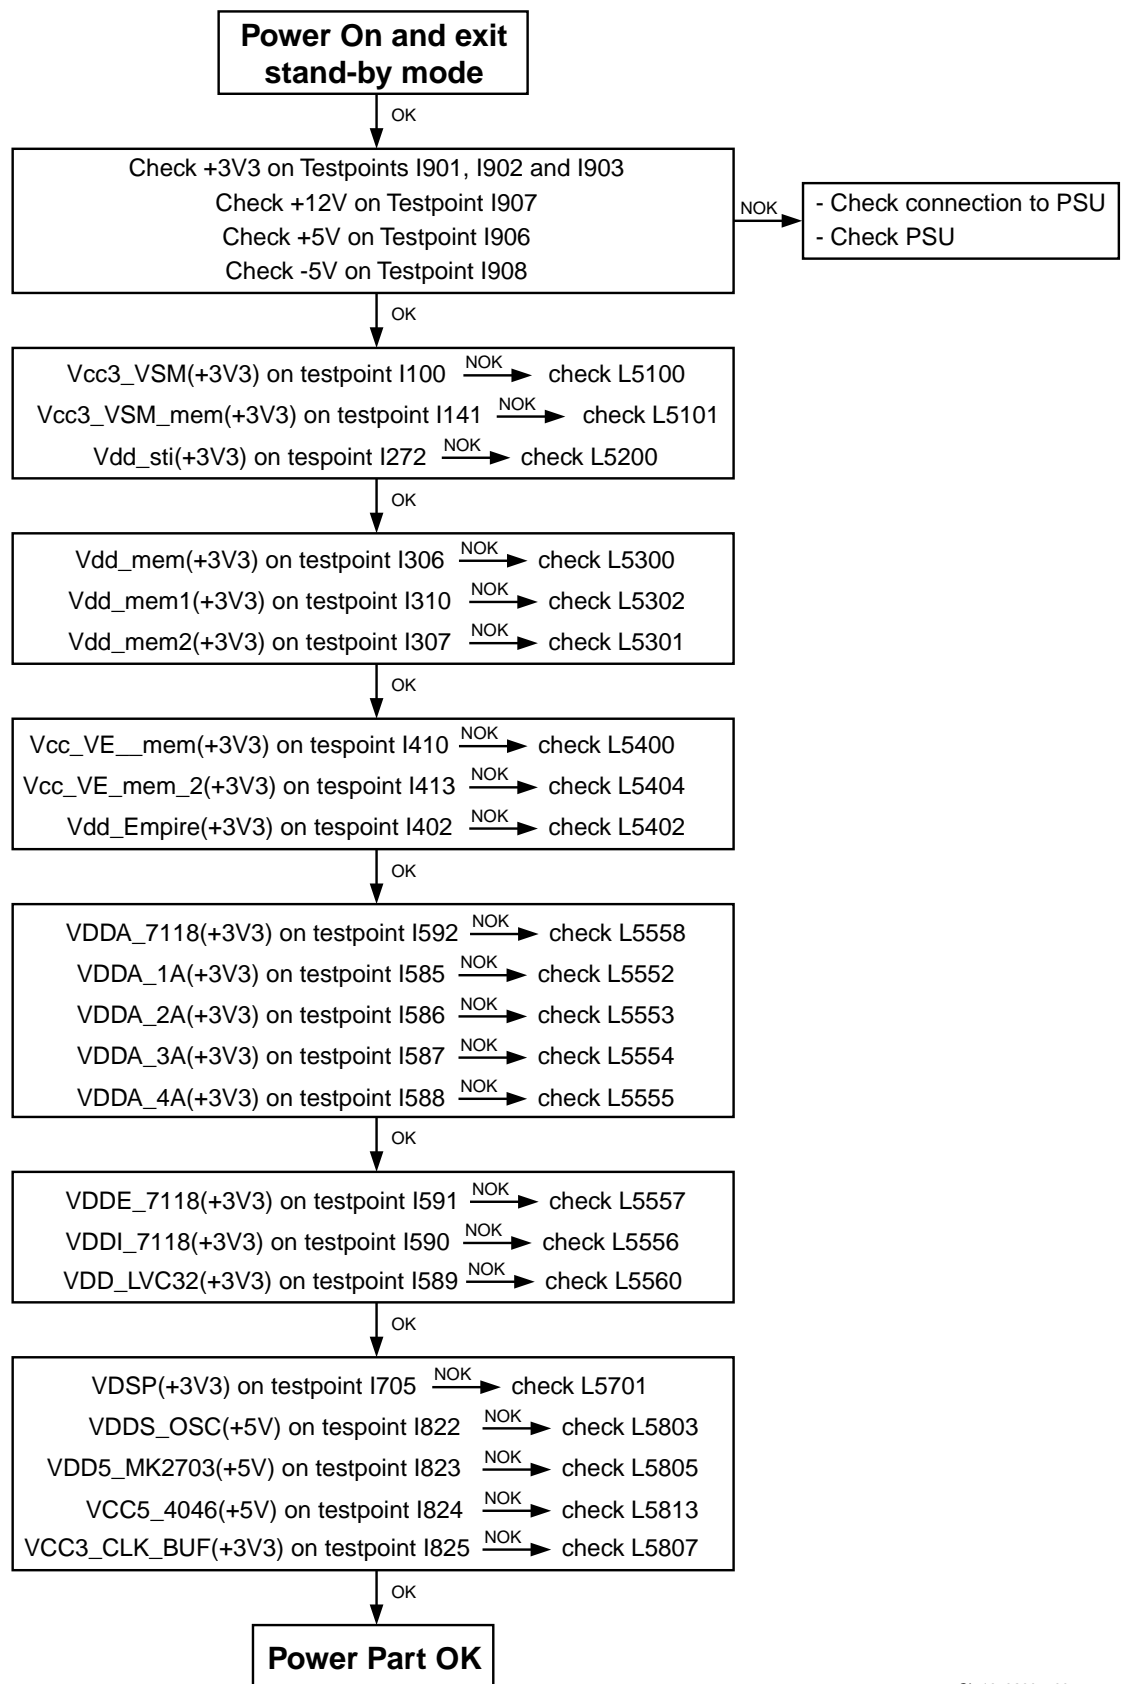 Power On and exit
stand-by mode
OK
Check +3V3 on Testpoints I901, I902 and I903
Check +12V on Testpoint I907
Check +5V on Testpoint I906
Check -5V on Testpoint I908
NOK
- Check connection to PSU
- Check PSU
OK
Vcc3_VSM(+3V3) on testpoint I100 NOK check L5100
Vcc3_VSM_mem(+3V3) on testpoint I141 NOK check L5101
Vdd_sti(+3V3) on tespoint I272 NOK check L5200
OK
Vdd_mem(+3V3) on testpoint I306 NOK check L5300
Vdd_mem1(+3V3) on testpoint I310 NOK check L5302
Vdd_mem2(+3V3) on testpoint I307 NOK check L5301
OK
Vcc_VE__mem(+3V3) on tespoint I410 NOK check L5400
Vcc_VE_mem_2(+3V3) on tespoint I413 NOK check L5404
Vdd_Empire(+3V3) on tespoint I402 NOK check L5402
OK
VDDA_7118(+3V3) on testpoint I592 NOK check L5558
VDDA_1A(+3V3) on testpoint I585 NOK check L5552
VDDA_2A(+3V3) on testpoint I586 NOK check L5553
VDDA_3A(+3V3) on testpoint I587 NOK check L5554
VDDA_4A(+3V3) on testpoint I588 NOK check L5555
OK
VDDE_7118(+3V3) on testpoint I591 NOK check L5557
VDDI_7118(+3V3) on testpoint I590 NOK check L5556
VDD_LVC32(+3V3) on testpoint I589 NOK check L5560
OK
VDSP(+3V3) on testpoint I705 NOK check L5701
VDDS_OSC(+5V) on tespoint I822 NOK check L5803
VDD5_MK2703(+5V) on testpoint I823 NOK check L5805
VCC5_4046(+5V) on testpoint I824 NOK check L5813
VCC3_CLK_BUF(+3V3) on testpoint I825 NOK check L5807
OK
Power Part OK